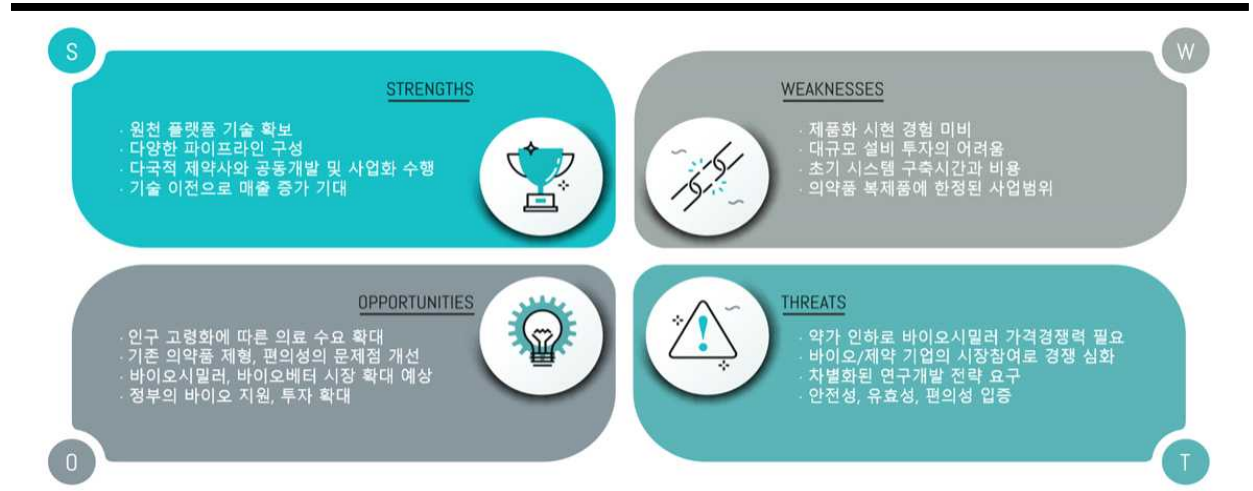 S
STRENGTHS
· 원천 플랫폼 기술 확보
· 다양한 파이프라인 구성
· 다국적 제약사와 공동개발 및 사업화 수행
· 기술 이전으로 매출 증가 기대
W
WEAKNESSES
· 제품화 시현 경험 미비
· 대규모 설비 투자의 어려움
· 초기 시스템 구축시간과 비용
· 의약품 복제품에 한정된 사업범위
OPPORTUNITIES
· 인구 고령화에 따른 의료 수요 확대
· 기존 의약품 제형, 편의성의 문제점 개선
· 바이오시밀러, 바이오베터 시장 확대 예상
· 정부의 바이오 지원, 투자 확대
O
THREATS
· 약가 인하로 바이오시밀러 가격경쟁력 필요
· 바이오/제약 기업의 시장참여로 경쟁 심화
· 차별화된 연구개발 전략 요구
· 안전성, 유효성, 편의성 입증
T